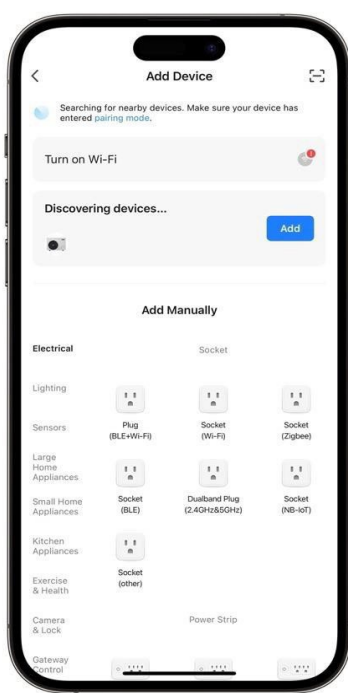 Add Device
Searching for nearby devices. Make sure your device has
entered pairing mode.
Turn on Wi-Fi
Discovering devices...
Add
Add Manually
Electrical
Socket
Lighting
Plug
(BLE+Wi-Fi)
Socket
(Wi-Fi)
Socket
(Zigbee)
Sensors
Large
Home
Appliances
Small Home
Appliances
Socket
(BLE)
Dualband Plug
(2.4GHz&5GHz)
Socket
(NB-IoT)
Kitchen
Appliances
Socket
(other)
Exercise
& Health
Camera
& Lock
Power Strip
Gateway
Control